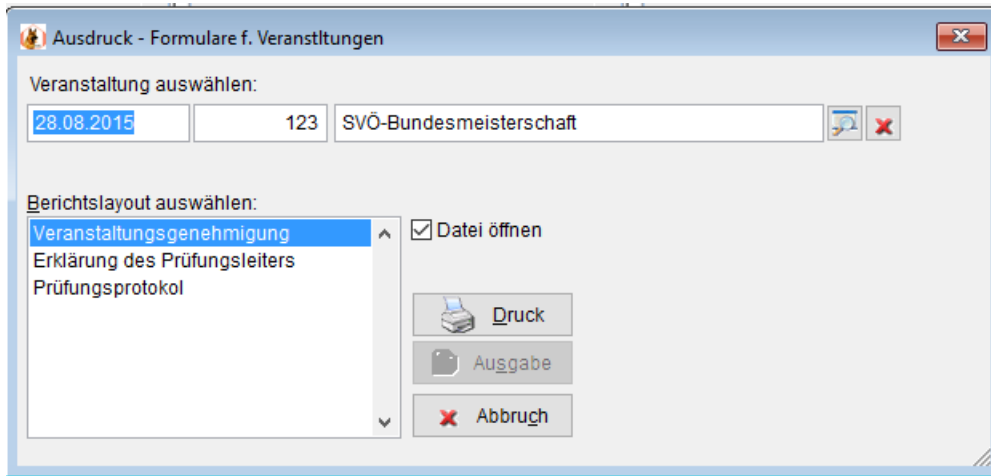 Ausdruck - Formulare f. Veranstltungen
Veranstaltung auswählen:
28.08.2015 123 SVÖ-Bundesmeisterschaft
Berichtslayout auswählen:
Veranstaltungsgenehmigung
Erklärung des Prüfungsleiters
Prüfungsprotokol
Datei öffnen
Druck
Ausgabe
Abbruch